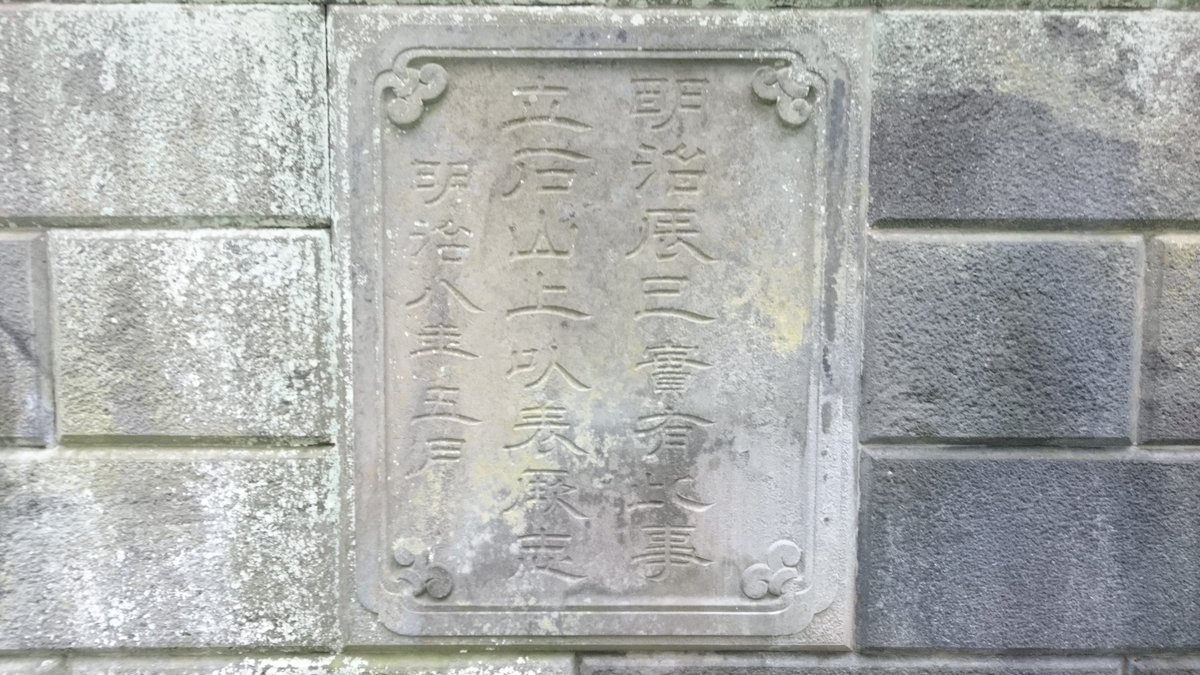 明治辰巳實有此事
立石山上以表厥志
明治八年五月